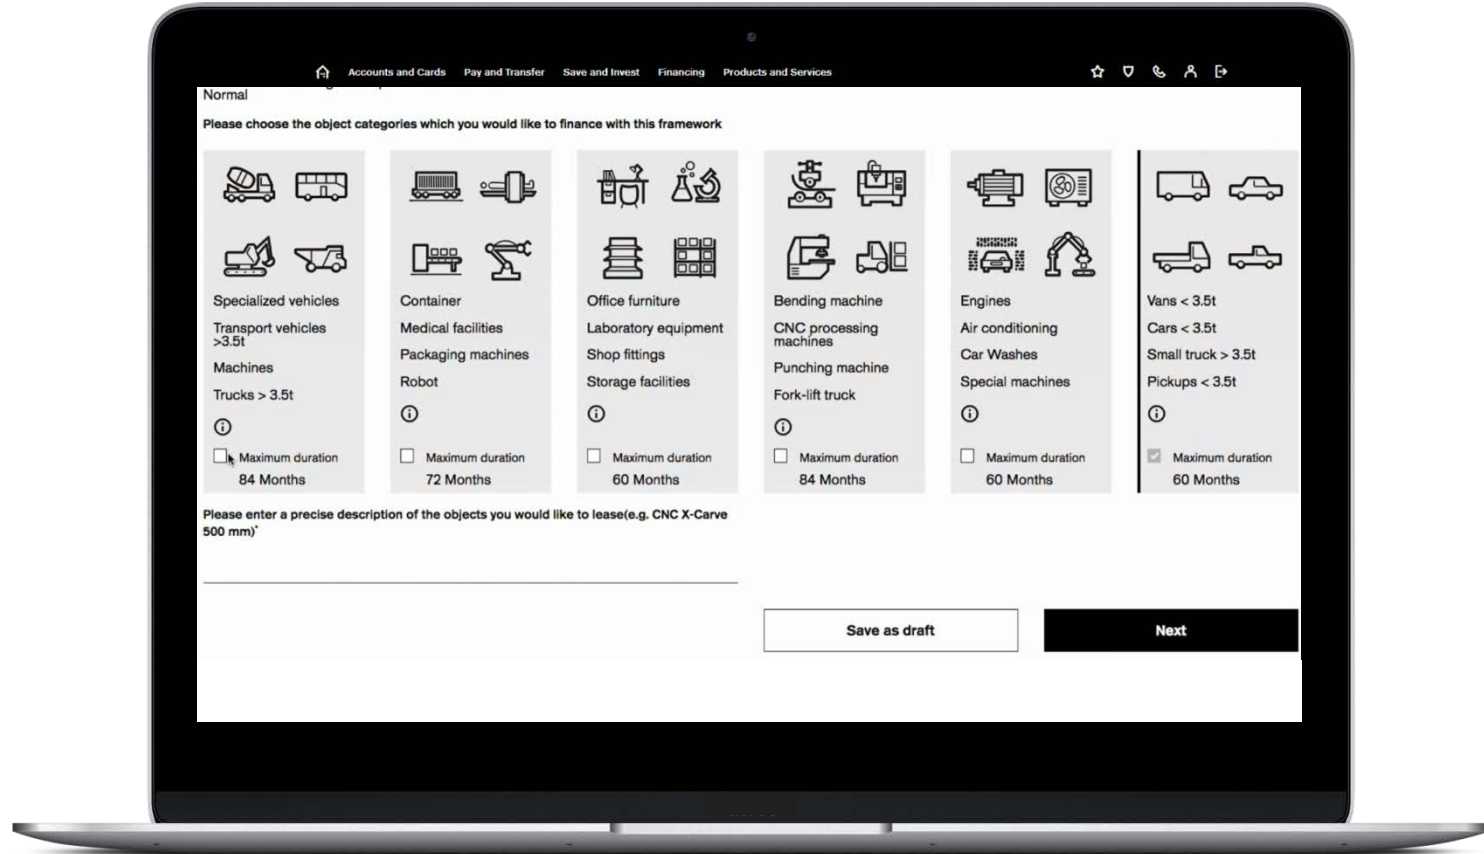 Accounts and Cards Pay and Transfer Save and Invest Financing Products and Services
Normal
Please choose the object categories which you would like to finance with this framework
Specialized vehicles
Transport vehicles
>3.5t
Machines
Trucks > 3.5t
Maximum duration
84 Months
Container
Medical facilities
Packaging machines
Robot
Maximum duration
72 Months
Office furniture
Laboratory equipment
Shop fittings
Storage facilities
Maximum duration
60 Months
Bending machine
CNC processing
machines
Punching machine
Fork-lift truck
Maximum duration
84 Months
Engines
Air conditioning
Car Washes
Special machines
Maximum duration
60 Months
Vans < 3.5t
Cars < 3.5t
Small truck > 3.5t
Pickups < 3.5t
Maximum duration
60 Months
Please enter a precise description of the objects you would like to lease(e.g. CNC X-Carve
500 mm)*
Save as draft
Next